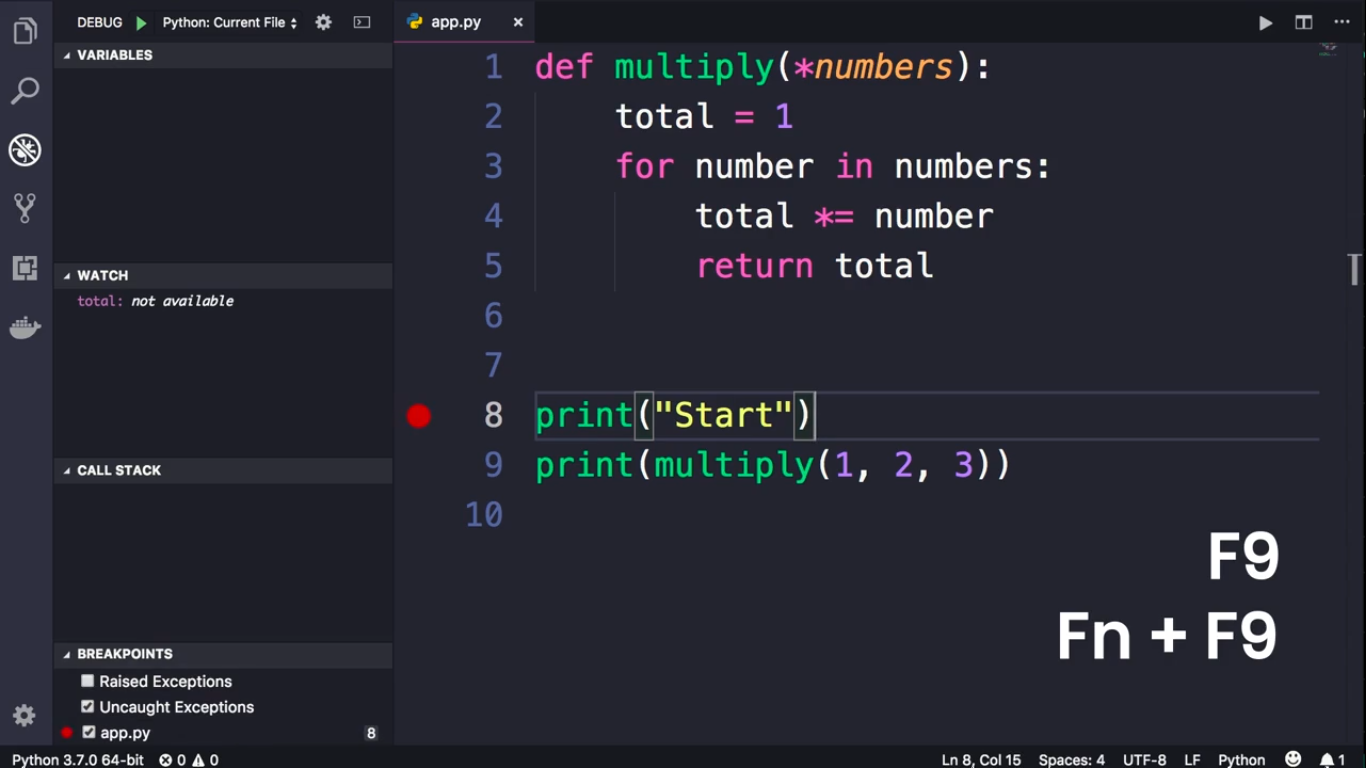 DEBUG Python: Current File
app.py
VARIABLES
WATCH
total: not available
CALL STACK
BREAKPOINTS
Raised Exceptions
Uncaught Exceptions
app.py 8
1 def multiply(*numbers):
2 total = 1
3 for number in numbers:
4 total *= number
5 return total
6
7
8 print("Start")
9 print(multiply(1, 2, 3))
10
F9
Fn + F9
Python 3.7.0 64-bit 0 0 Ln 8, Col 15 Spaces: 4 UTF-8 LF Python 1